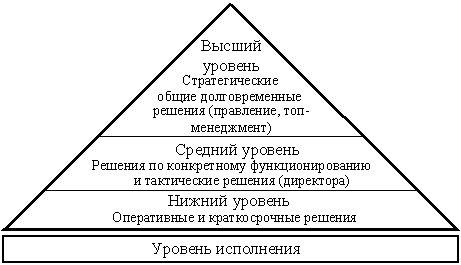 Высший
уровень
Стратегические
общие долговременные
решения (правление, топ-
менеджмент)
Средний уровень
Решения по конкретному функционированию
и тактические решения (директора)
Нижний уровень
Оперативные и краткосрочные решения
Уровень исполнения